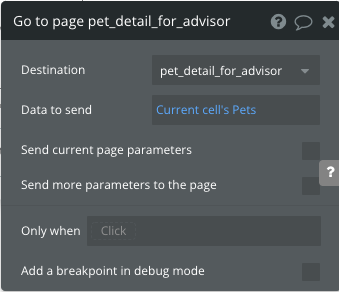 Go to page pet_detail_for_advisor
Destination pet_detail_for_advisor
Data to send Current cell's Pets
Send current page parameters
Send more parameters to the page
?
Only when Click
Add a breakpoint in debug mode